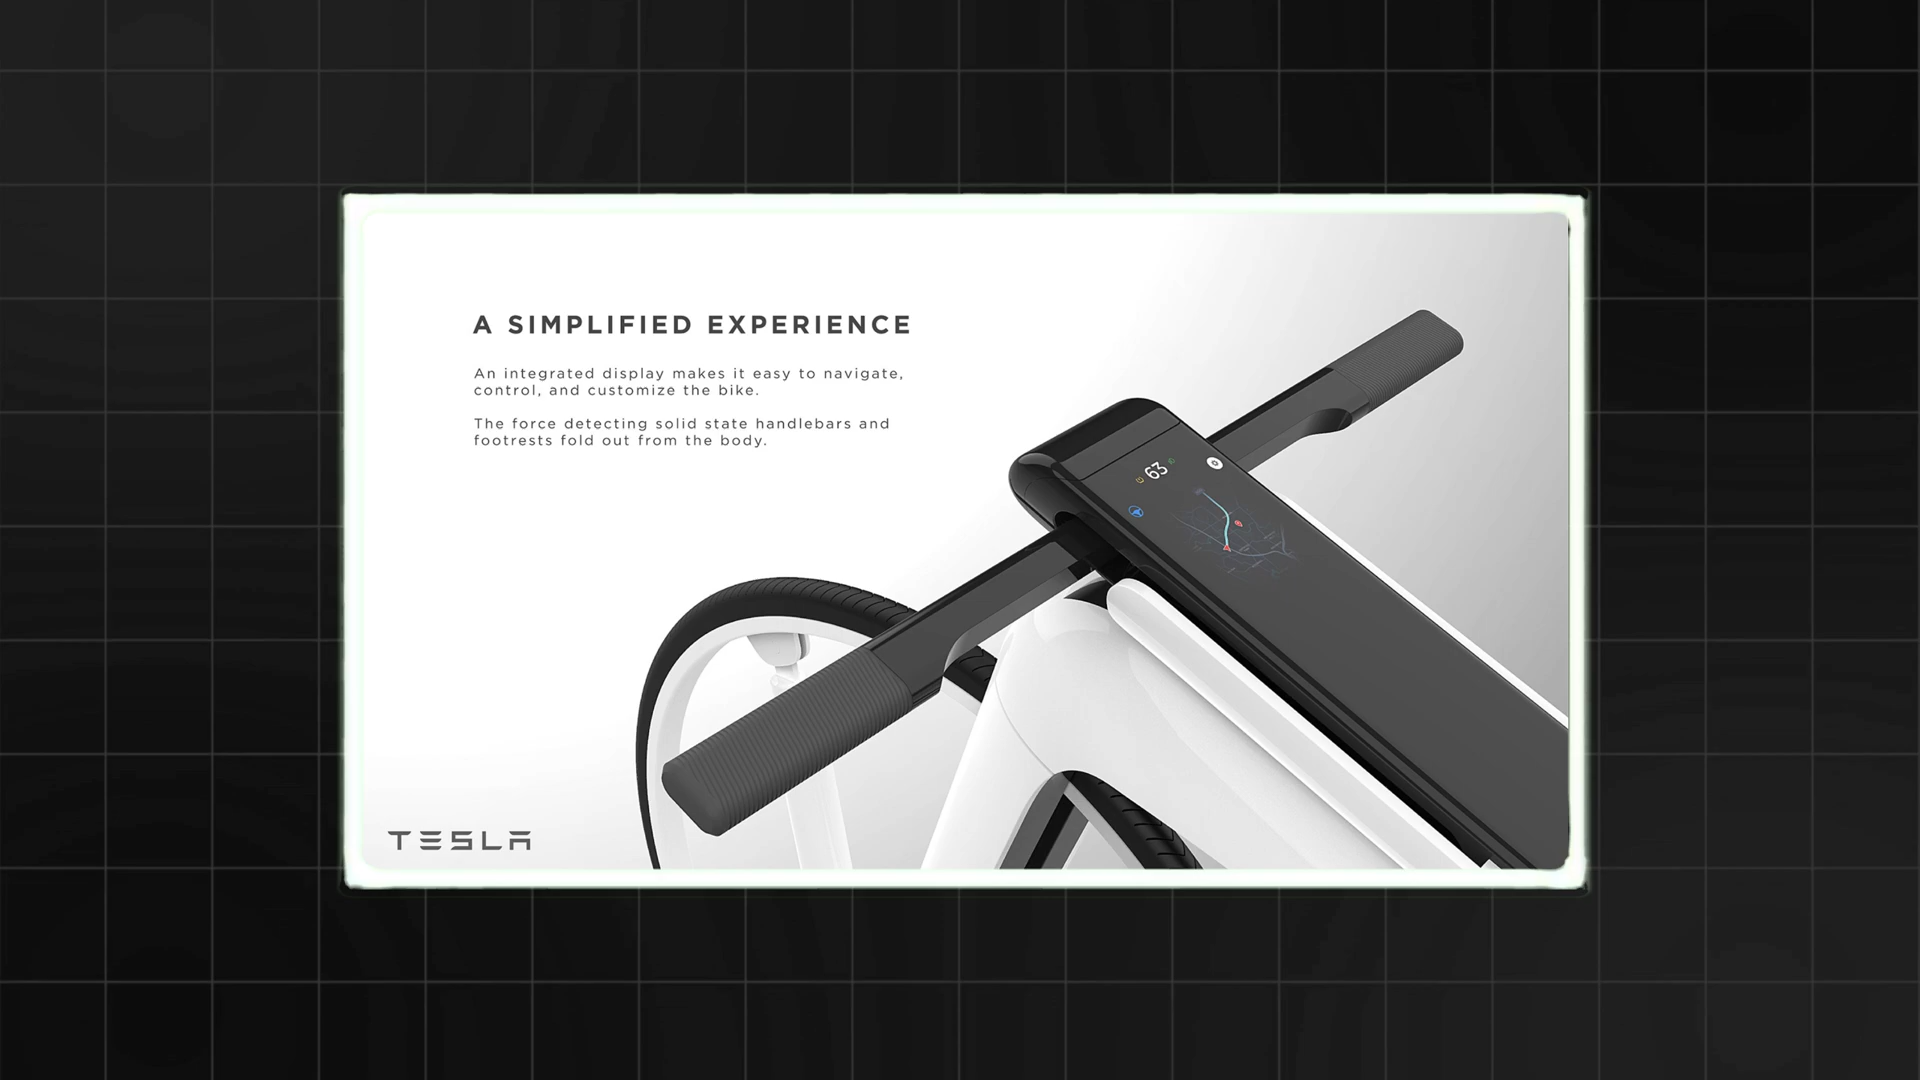 A SIMPLIFIED EXPERIENCE
An integrated display makes it easy to navigate,
control, and customize the bike.
The force detecting solid state handlebars and
footrests fold out from the body.
63
TESLA